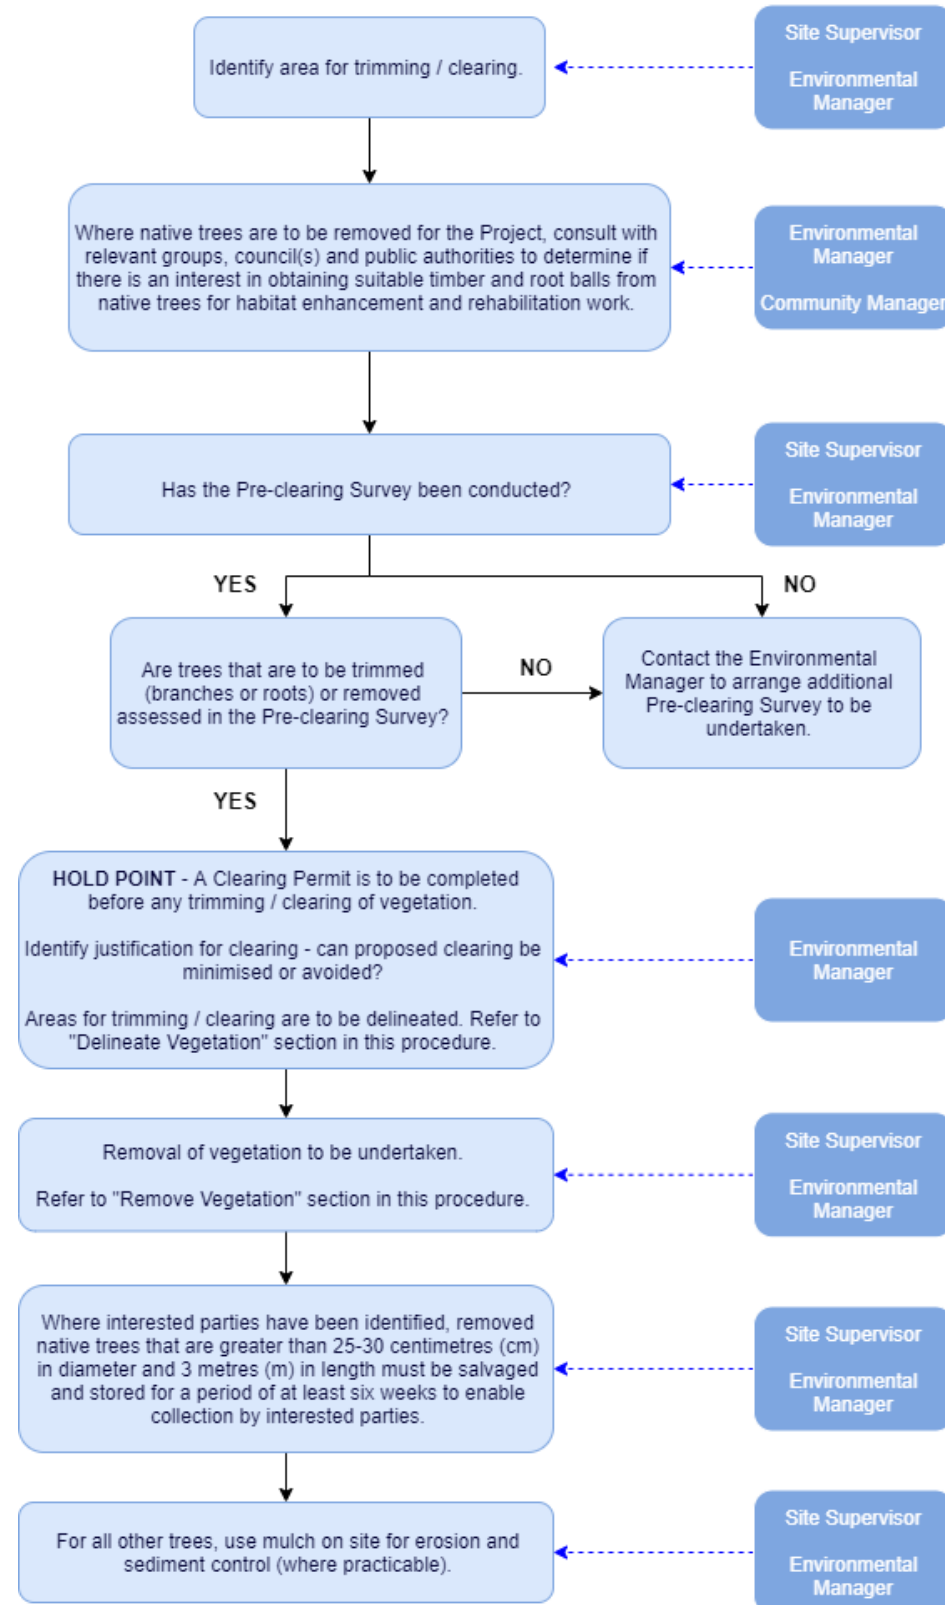 Identify area for trimming / clearing.
Site Supervisor
Environmental
Manager
Where native trees are to be removed for the Project, consult with
relevant groups, council(s) and public authorities to determine if
there is an interest in obtaining suitable timber and root balls from
native trees for habitat enhancement and rehabilitation work.
Environmental
Manager
Community Manager
Has the Pre-clearing Survey been conducted?
Site Supervisor
Environmental
Manager
YES
NO
Are trees that are to be trimmed
(branches or roots) or removed
assessed in the Pre-clearing Survey?
NO
Contact the Environmental
Manager to arrange additional
Pre-clearing Survey to be
undertaken.
YES
HOLD POINT - A Clearing Permit is to be completed
before any trimming / clearing of vegetation.
Identify justification for clearing - can proposed clearing be
minimised or avoided?
Areas for trimming / clearing are to be delineated. Refer to
"Delineate Vegetation" section in this procedure.
Environmental
Manager
Removal of vegetation to be undertaken.
Refer to "Remove Vegetation" section in this procedure.
Site Supervisor
Environmental
Manager
Where interested parties have been identified, removed
native trees that are greater than 25-30 centimetres (cm)
in diameter and 3 metres (m) in length must be salvaged
and stored for a period of at least six weeks to enable
collection by interested parties.
Site Supervisor
Environmental
Manager
For all other trees, use mulch on site for erosion and
sediment control (where practicable).
Site Supervisor
Environmental
Manager